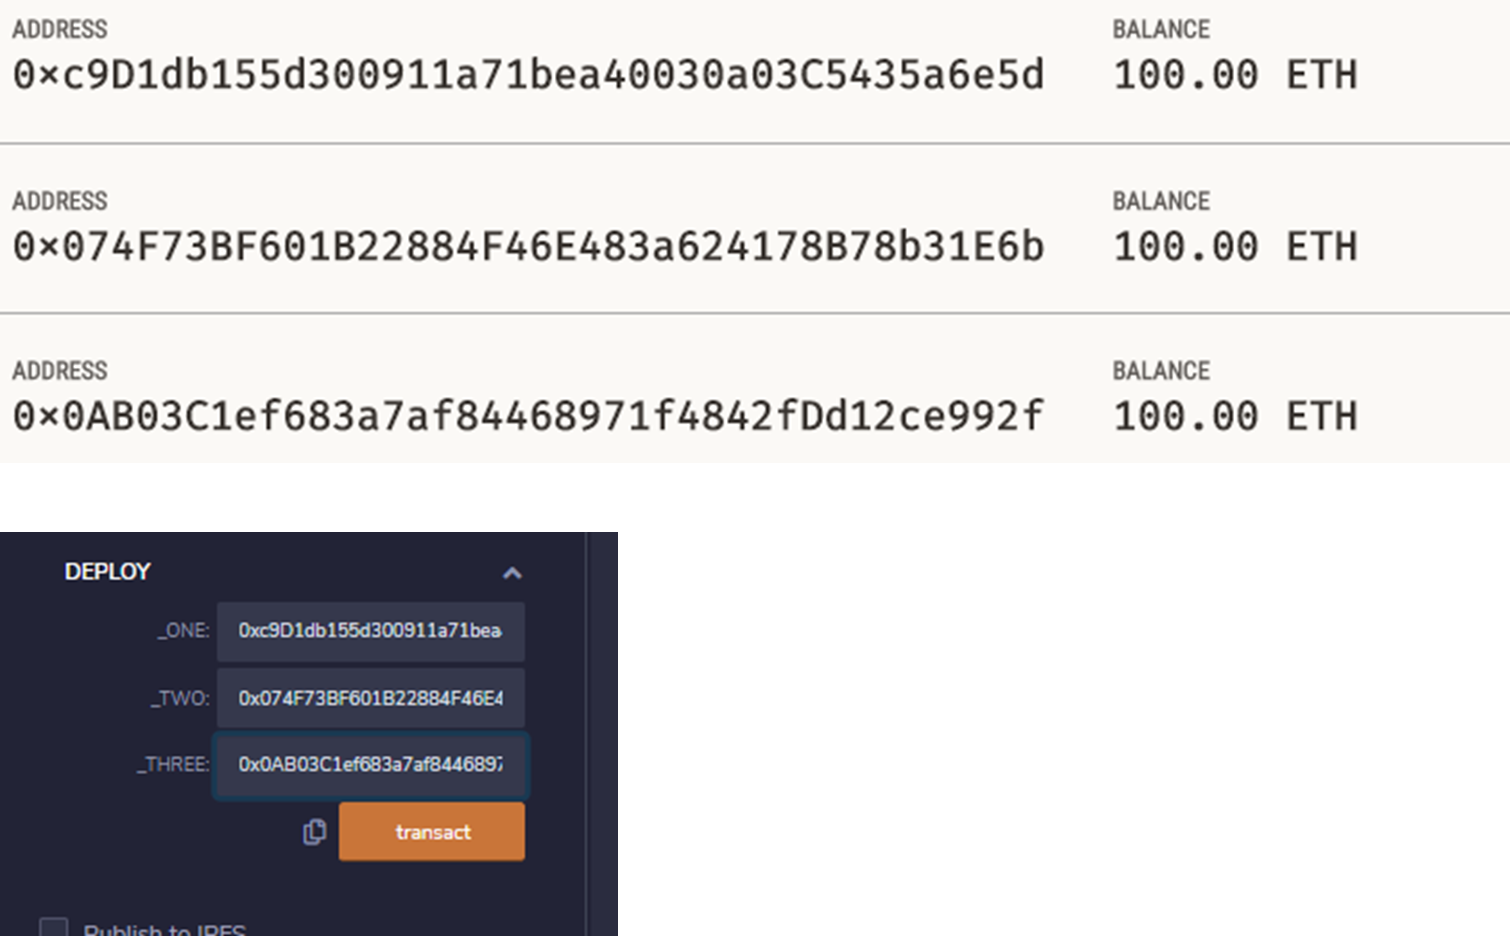 ADDRESS BALANCE
0×c9D1db155d300911a71bea40030a03C5435a6e5d 100.00 ETH
ADDRESS BALANCE
0×074F73BF601B22884F46E483a624178B78b31E6b 100.00 ETH
ADDRESS BALANCE
0×0AB03C1ef683a7af84468971f4842fDd12ce992f 100.00 ETH
DEPLOY
_ONE: 0xc9D1db155d300911a71bea
_TWO: 0x074F73BF601B22884F46E4
_THREE: 0x0AB03C1ef683a7af8446897
transact
Publish to IPFS